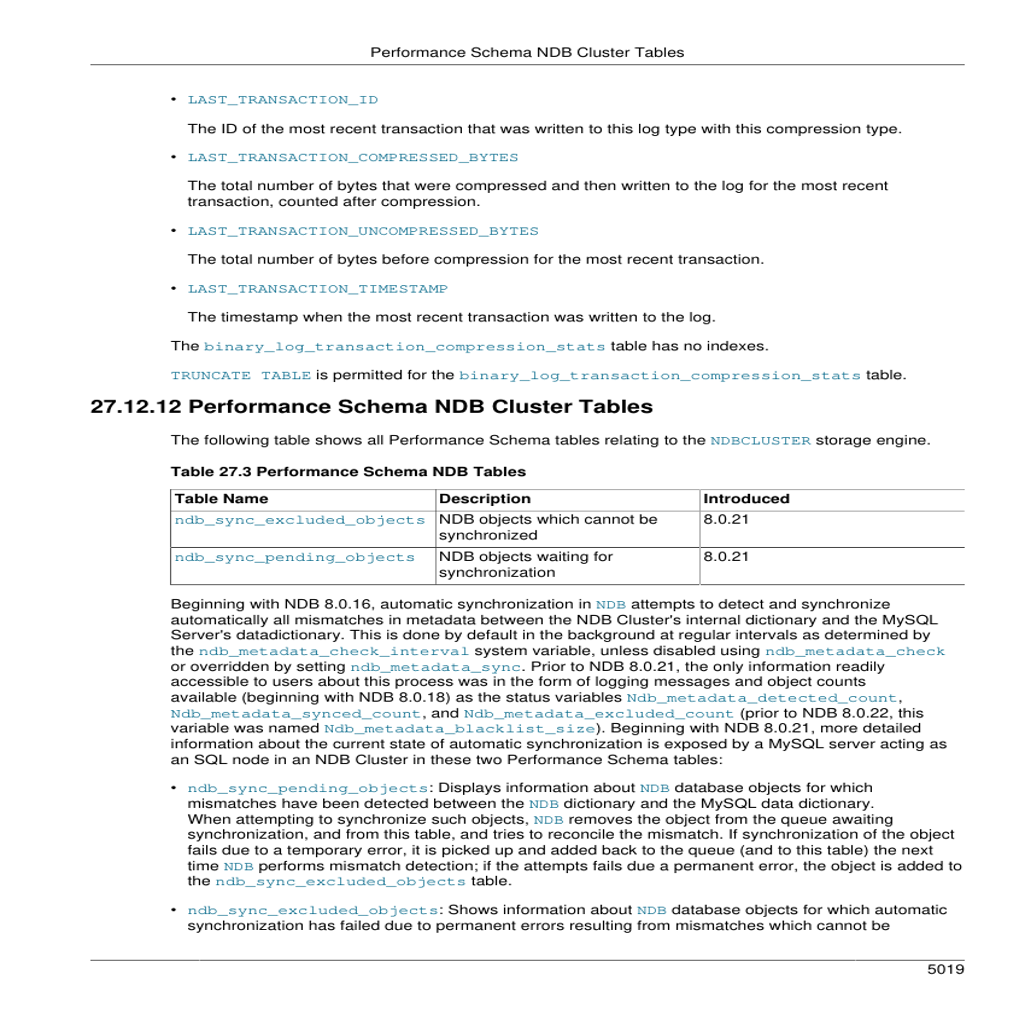 Performance Schema NDB Cluster Tables
• LAST_TRANSACTION_ID
The ID of the most recent transaction that was written to this log type with this compression type.
• LAST_TRANSACTION_COMPRESSED_BYTES
The total number of bytes that were compressed and then written to the log for the most recent
transaction, counted after compression.
• LAST_TRANSACTION_UNCOMPRESSED_BYTES
The total number of bytes before compression for the most recent transaction.
• LAST_TRANSACTION_TIMESTAMP
The timestamp when the most recent transaction was written to the log.
The binary_log_transaction_compression_stats table has no indexes.
TRUNCATE TABLE is permitted for the binary_log_transaction_compression_stats table.
27.12.12 Performance Schema NDB Cluster Tables
The following table shows all Performance Schema tables relating to the NDBCLUSTER storage engine.
Table 27.3 Performance Schema NDB Tables
Table Name Description Introduced
ndb_sync_excluded_objects NDB objects which cannot be 8.0.21
synchronized
ndb_sync_pending_objects NDB objects waiting for 8.0.21
synchronization
Beginning with NDB 8.0.16, automatic synchronization in NDB attempts to detect and synchronize
automatically all mismatches in metadata between the NDB Cluster's internal dictionary and the MySQL
Server's datadictionary. This is done by default in the background at regular intervals as determined by
the ndb_metadata_check_interval system variable, unless disabled using ndb_metadata_check
or overridden by setting ndb_metadata_sync. Prior to NDB 8.0.21, the only information readily
accessible to users about this process was in the form of logging messages and object counts
available (beginning with NDB 8.0.18) as the status variables Ndb_metadata_detected_count,
Ndb_metadata_synced_count, and Ndb_metadata_excluded_count (prior to NDB 8.0.22, this
variable was named Ndb_metadata_blacklist_size). Beginning with NDB 8.0.21, more detailed
information about the current state of automatic synchronization is exposed by a MySQL server acting as
an SQL node in an NDB Cluster in these two Performance Schema tables:
• ndb_sync_pending_objects: Displays information about NDB database objects for which
mismatches have been detected between the NDB dictionary and the MySQL data dictionary.
When attempting to synchronize such objects, NDB removes the object from the queue awaiting
synchronization, and from this table, and tries to reconcile the mismatch. If synchronization of the object
fails due to a temporary error, it is picked up and added back to the queue (and to this table) the next
time NDB performs mismatch detection; if the attempts fails due a permanent error, the object is added to
the ndb_sync_excluded_objects table.
• ndb_sync_excluded_objects: Shows information about NDB database objects for which automatic
synchronization has failed due to permanent errors resulting from mismatches which cannot be
5019